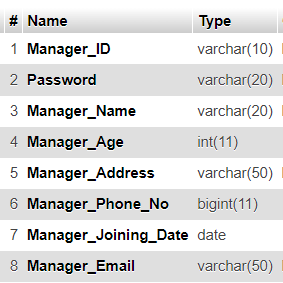 # Name Type
1 Manager_ID varchar(10)
2 Password varchar(20)
3 Manager_Name varchar(20)
4 Manager_Age int(11)
5 Manager_Address varchar(50)
6 Manager_Phone_No bigint(11)
7 Manager_Joining_Date date
8 Manager_Email varchar(50)